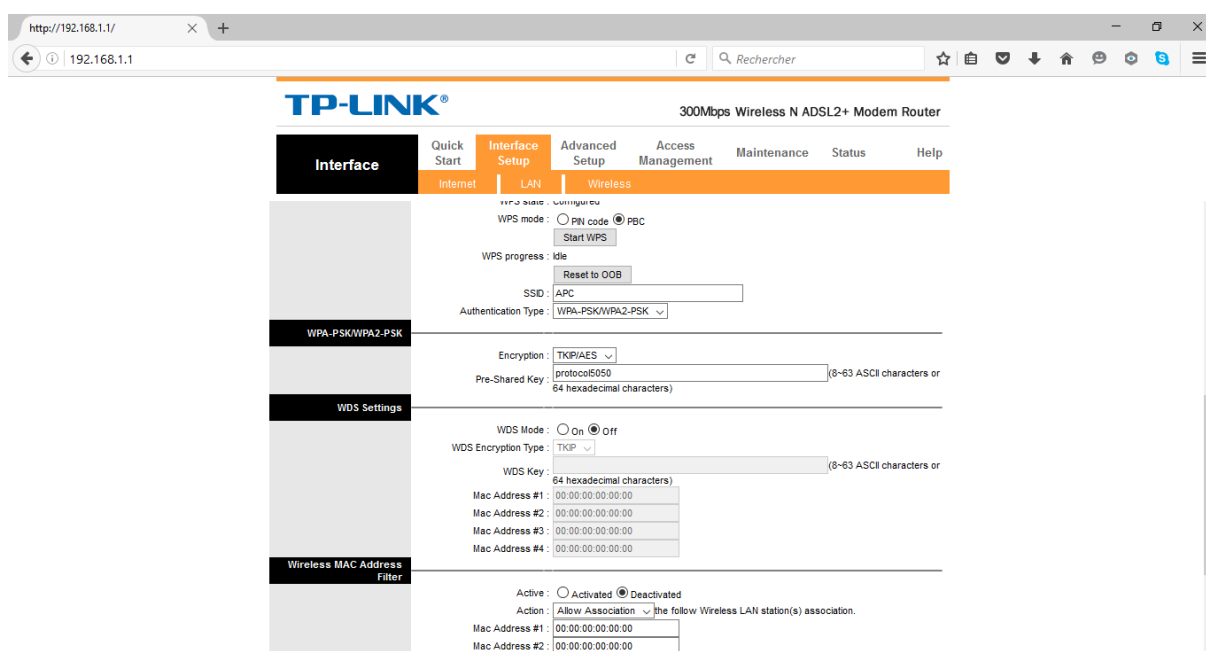 http://192.168.1.1/
192.168.1.1
Rechercher
TP-LINK®
300Mbps Wireless N ADSL2+ Modem Router
Interface
Quick Start
Interface Setup
Advanced Setup
Access Management
Maintenance
Status
Help
Internet
LAN
Wireless
WPS state : Configured
WPS mode : PIN code PBC
Start WPS
WPS progress : Idle
Reset to OOB
SSID : APC
Authentication Type : WPA-PSK/WPA2-PSK
WPA-PSK/WPA2-PSK
Encryption : TKIP/AES
Pre-Shared Key : protocol5050 (8~63 ASCII characters or
64 hexadecimal characters)
WDS Settings
WDS Mode : On Off
WDS Encryption Type : TKIP
WDS Key : (8~63 ASCII characters or
64 hexadecimal characters)
Mac Address #1 : 00:00:00:00:00:00
Mac Address #2 : 00:00:00:00:00:00
Mac Address #3 : 00:00:00:00:00:00
Mac Address #4 : 00:00:00:00:00:00
Wireless MAC Address
Filter
Active : Activated Deactivated
Action : Allow Association the follow Wireless LAN station(s) association.
Mac Address #1 : 00:00:00:00:00:00
Mac Address #2 : 00:00:00:00:00:00